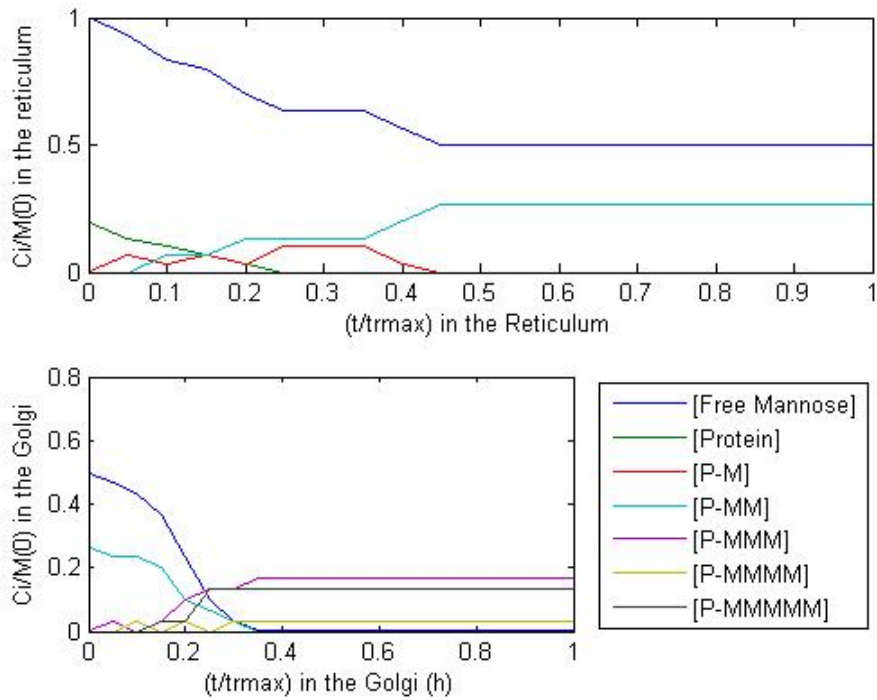 1
0.5
0
Ci/M(0) in the reticulum
0 0.1 0.2 0.3 0.4 0.5 0.6 0.7 0.8 0.9 1
(t/trmax) in the Reticulum
0.8
0.6
0.4
0.2
0
Ci/M(0) in the Golgi
0 0.2 0.4 0.6 0.8 1
(t/trmax) in the Golgi (h)
[Free Mannose]
[Protein]
[P-M]
[P-MM]
[P-MMM]
[P-MMMM]
[P-MMMMM]